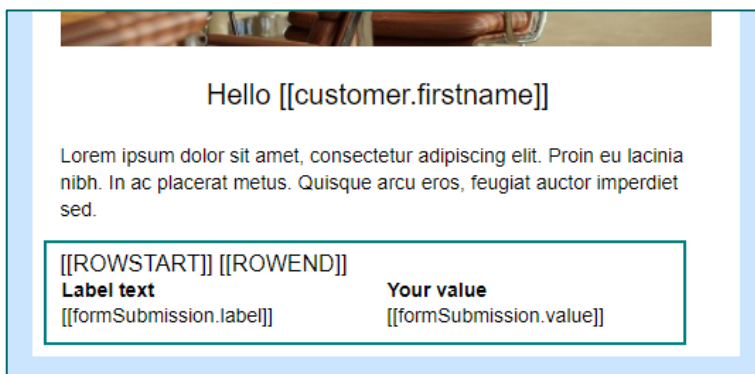 Hello [[customer.firstname]]
Lorem ipsum dolor sit amet, consectetur adipiscing elit. Proin eu lacinia
nibh. In ac placerat metus. Quisque arcu eros, feugiat auctor imperdiet
sed.
[[ROWSTART]] [[ROWEND]]
Label text Your value
[[formSubmission.label]] [[formSubmission.value]]